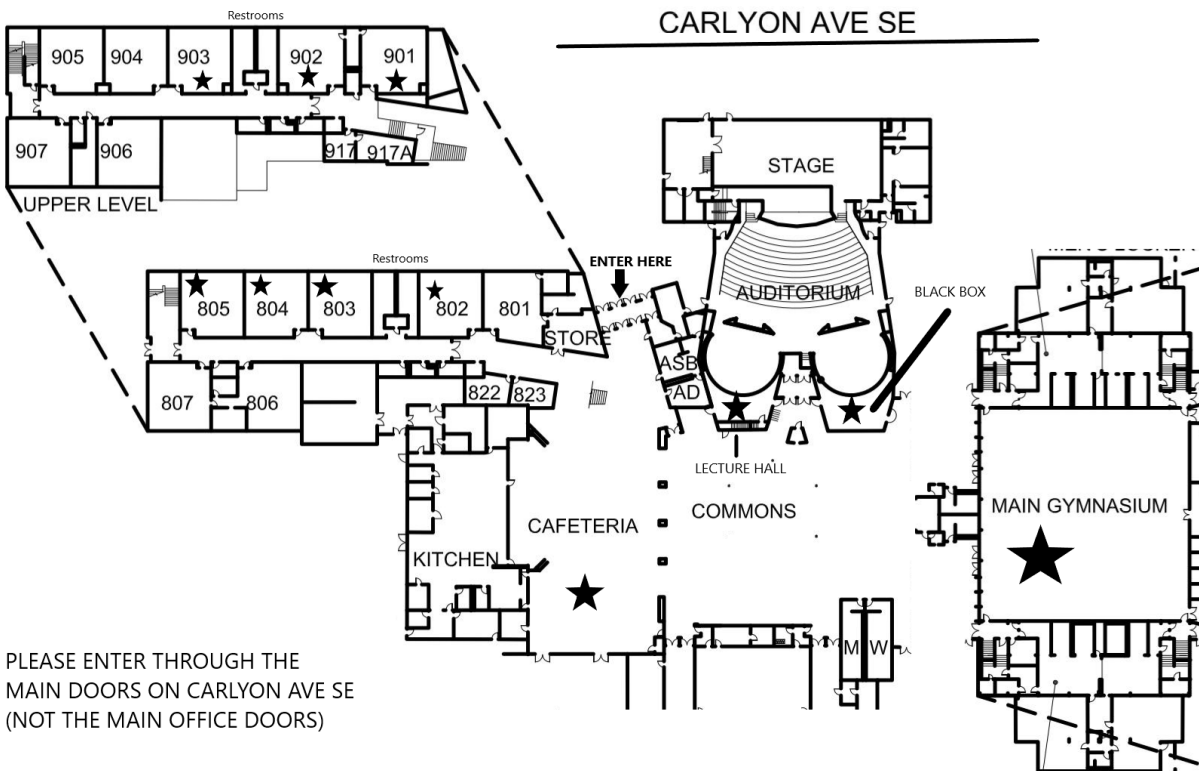 CARLYON AVE SE
Restrooms
905
904
903
902
901
907
906
917
917A
UPPER LEVEL
STAGE
Restrooms
ENTER HERE
AUDITORIUM
BLACK BOX
805
804
803
802
801
STORE
ASB
AD
822
823
807
806
LECTURE HALL
COMMONS
CAFETERIA
KITCHEN
MAIN GYMNASIUM
M
W
PLEASE ENTER THROUGH THE
MAIN DOORS ON CARLYON AVE SE
(NOT THE MAIN OFFICE DOORS)